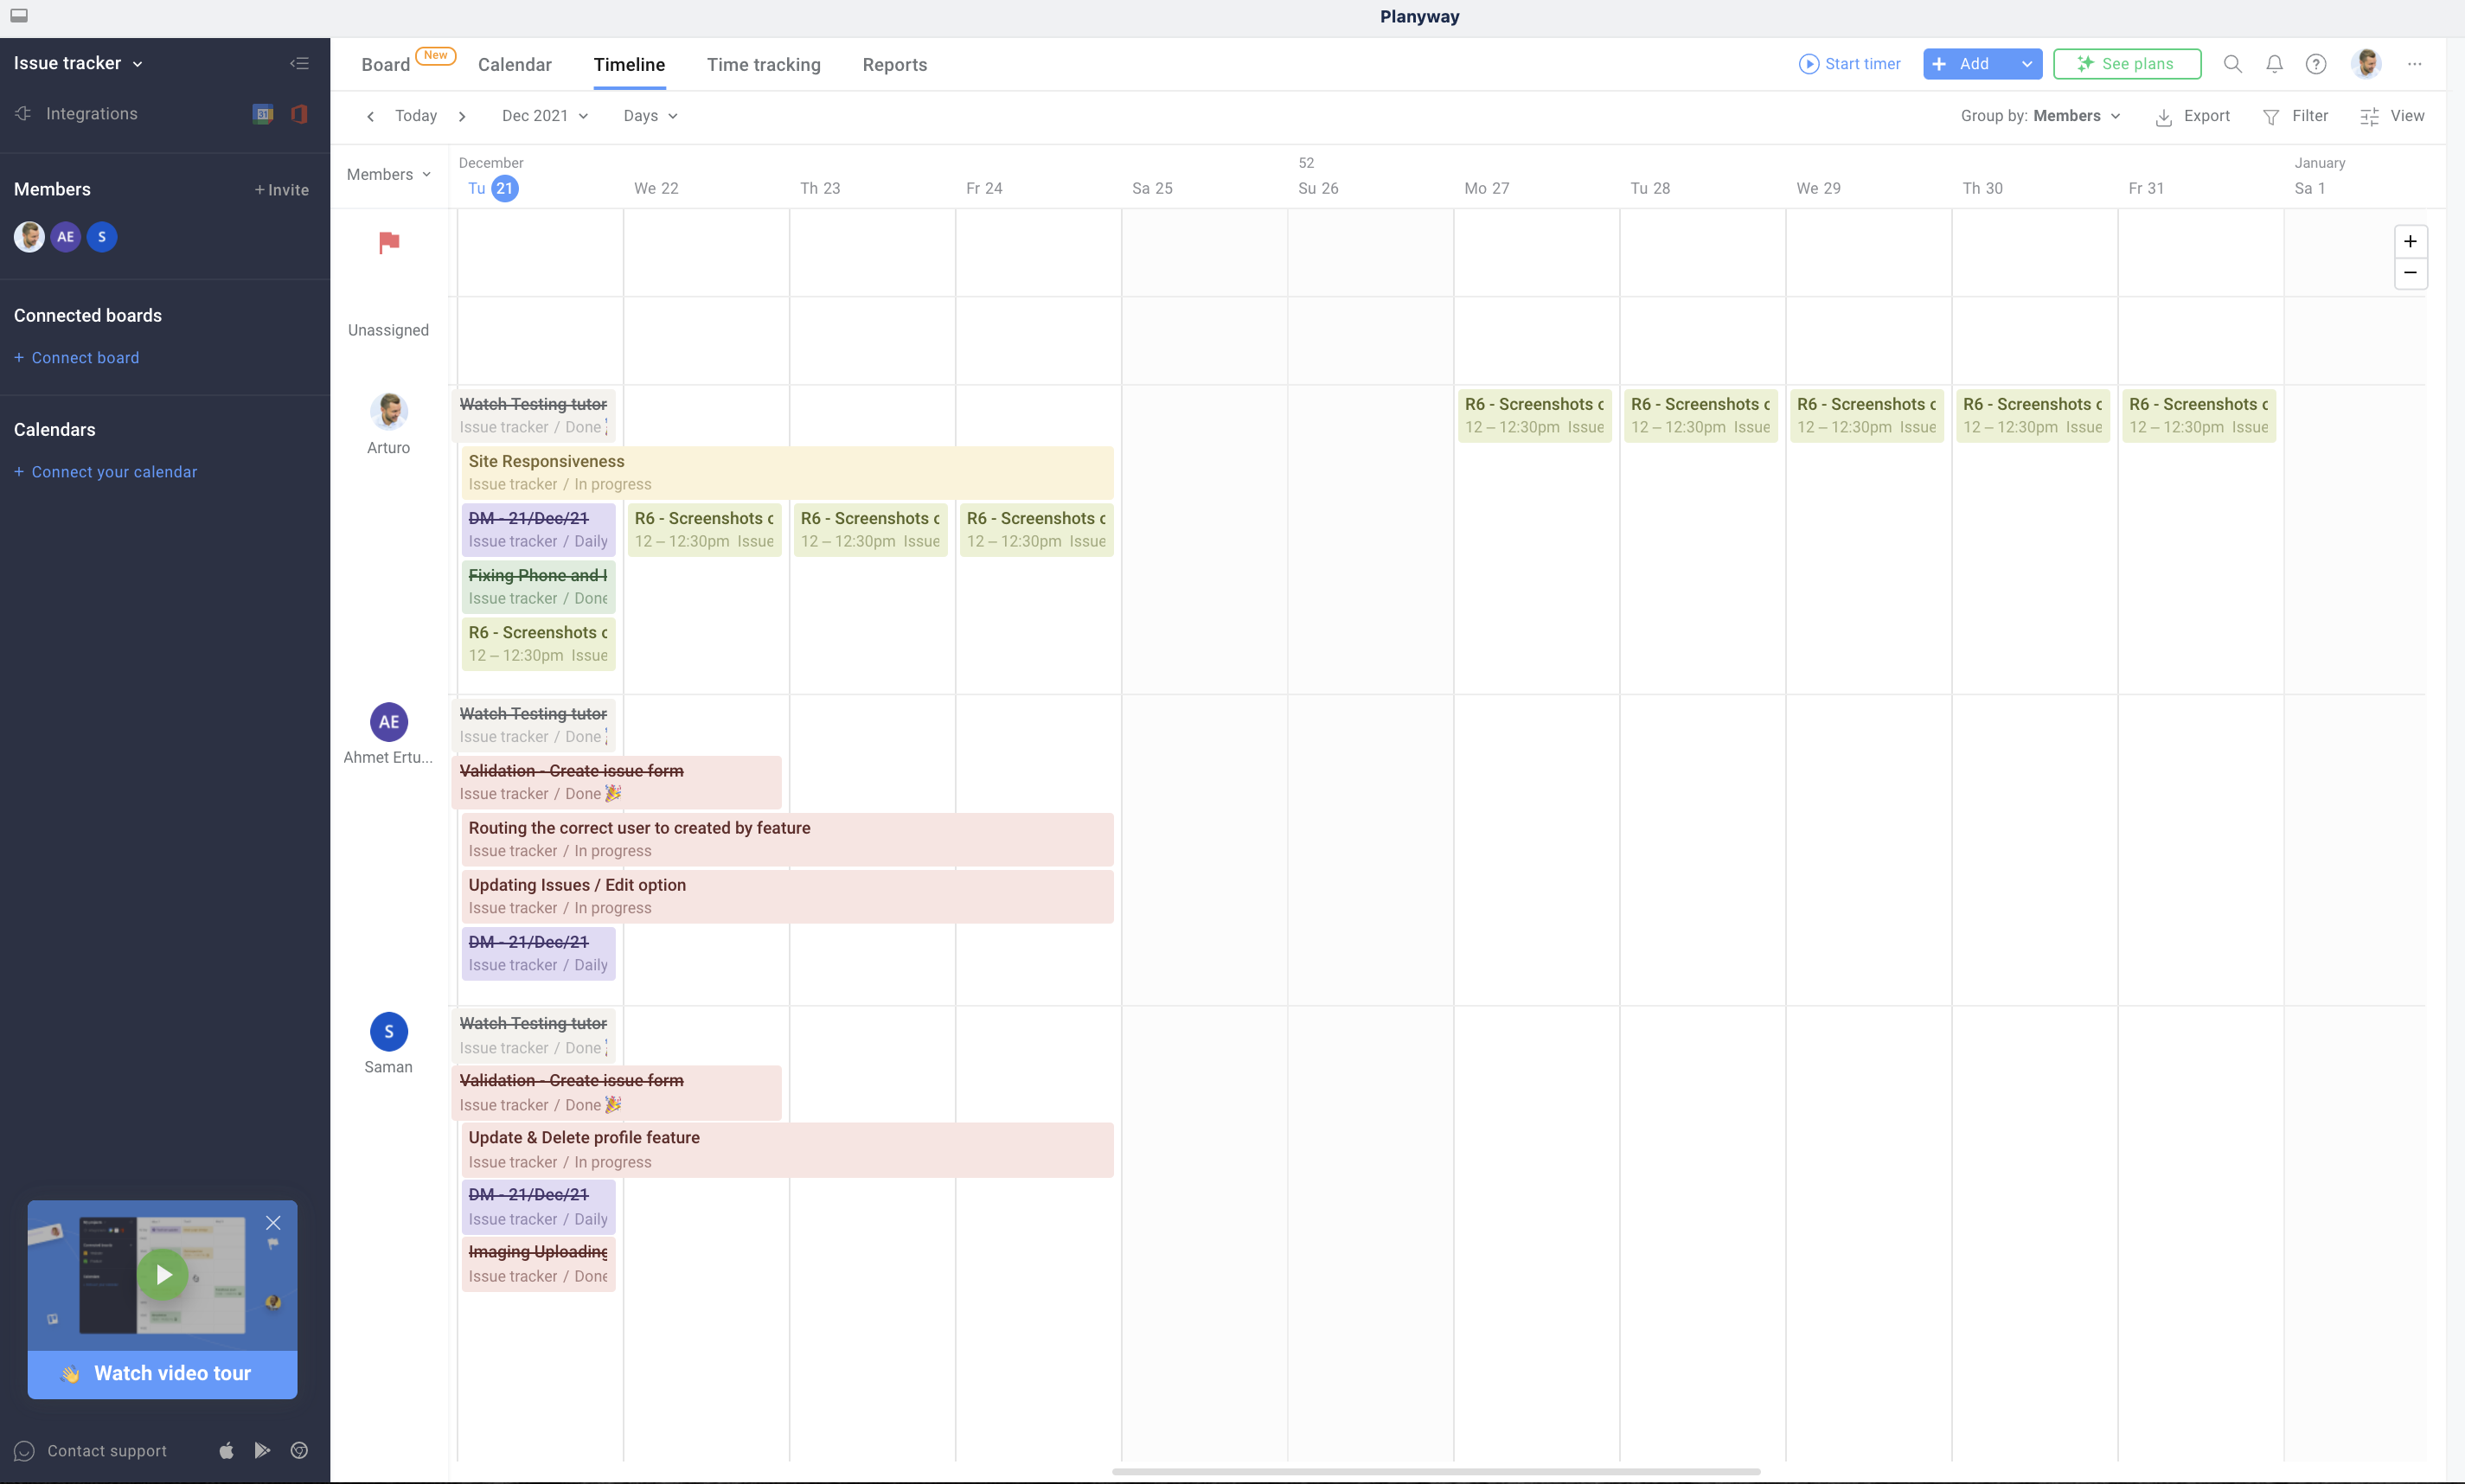 Planyway
Issue tracker
Integrations
31
Members
+ Invite
AE
S
Connected boards
+ Connect board
Calendars
+ Connect your calendar
Watch video tour
Contact support
Board New Calendar Timeline Time tracking Reports
Start timer
+ Add
See plans
Today Dec 2021 Days
Group by: Members Export Filter View
Members
December 52 January
Tu 21 We 22 Th 23 Fr 24 Sa 25 Su 26 Mo 27 Tu 28 We 29 Th 30 Fr 31 Sa 1
+
−
Unassigned
Arturo
Watch Testing tutor
Issue tracker / Done
R6 - Screenshots c R6 - Screenshots c R6 - Screenshots c R6 - Screenshots c R6 - Screenshots c
12 – 12:30pm Issue 12 – 12:30pm Issue 12 – 12:30pm Issue 12 – 12:30pm Issue 12 – 12:30pm Issue
Site Responsiveness
Issue tracker / In progress
DM - 21/Dec/21 R6 - Screenshots c R6 - Screenshots c R6 - Screenshots c
Issue tracker / Daily 12 – 12:30pm Issue 12 – 12:30pm Issue 12 – 12:30pm Issue
Fixing Phone and
Issue tracker / Done
R6 - Screenshots c
12 – 12:30pm Issue
AE
Ahmet Ertu...
Watch Testing tutor
Issue tracker / Done
Validation - Create issue form
Issue tracker / Done 🎉
Routing the correct user to created by feature
Issue tracker / In progress
Updating Issues / Edit option
Issue tracker / In progress
DM - 21/Dec/21
Issue tracker / Daily
S
Saman
Watch Testing tutor
Issue tracker / Done
Validation - Create issue form
Issue tracker / Done 🎉
Update & Delete profile feature
Issue tracker / In progress
DM - 21/Dec/21
Issue tracker / Daily
Imaging Uploading
Issue tracker / Done